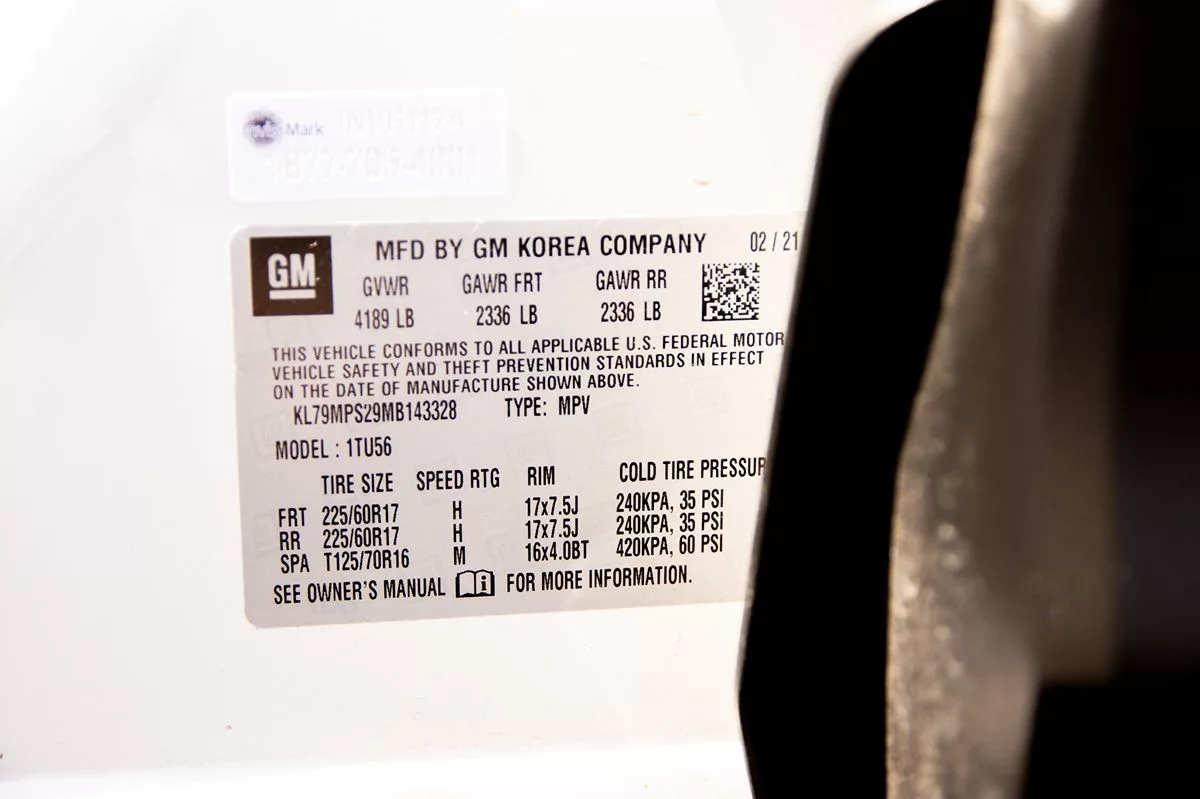 Mark
GM
MFD BY GM KOREA COMPANY 02 / 21
GVWR GAWR FRT GAWR RR
4189 LB 2336 LB 2336 LB
THIS VEHICLE CONFORMS TO ALL APPLICABLE U.S. FEDERAL MOTOR
VEHICLE SAFETY AND THEFT PREVENTION STANDARDS IN EFFECT
ON THE DATE OF MANUFACTURE SHOWN ABOVE.
KL79MPS29MB143328 TYPE: MPV
MODEL : 1TU56
TIRE SIZE SPEED RTG RIM COLD TIRE PRESSUR
FRT 225/60R17 H 17x7.5J 240KPA, 35 PSI
RR 225/60R17 H 17x7.5J 240KPA, 35 PSI
SPA T125/70R16 M 16x4.0BT 420KPA, 60 PSI
SEE OWNER'S MANUAL i FOR MORE INFORMATION.